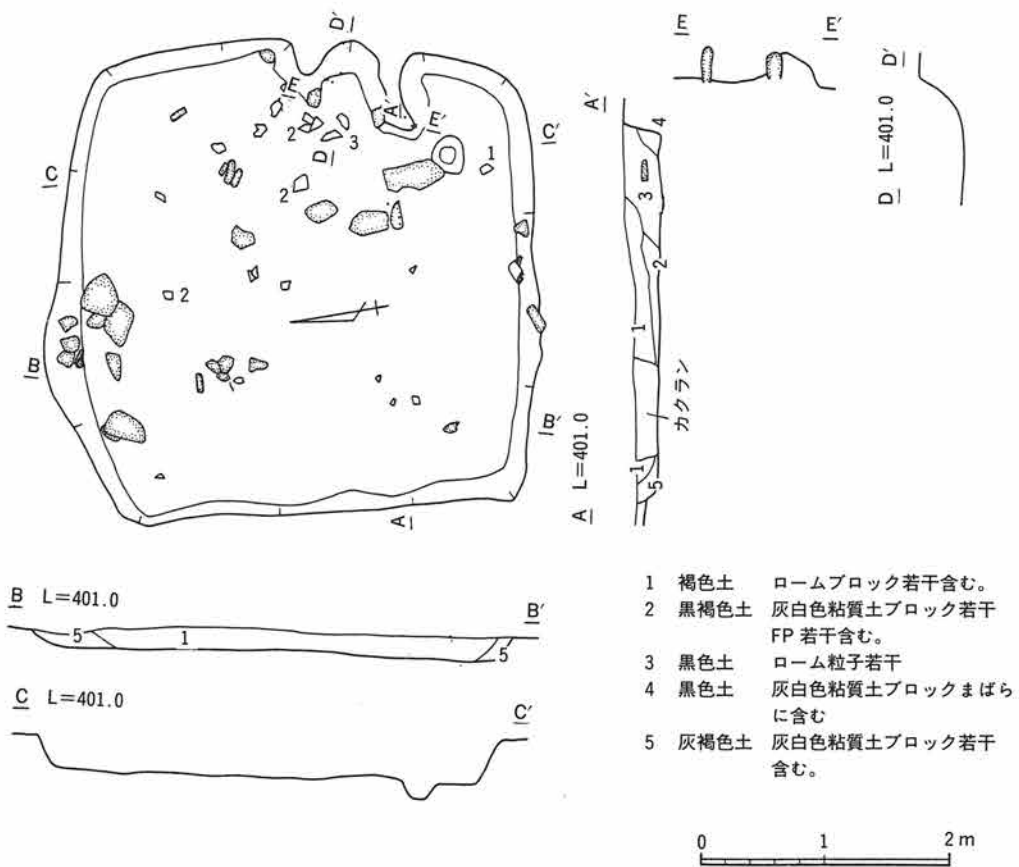 D'
E
A'
E'
2
3
D
1
2
C
C'
2
B
B'
A
E
E'
D'
D L=401.0
A'
4
3
2
1
カクラン
1
5
A L=401.0
B L=401.0
B'
5
1
5
C L=401.0
C'
1 褐色土 ロームブロック若干含む。
2 黒褐色土 灰白色粘質土ブロック若干
FP 若干含む。
3 黒色土 ローム粒子若干
4 黒色土 灰白色粘質土ブロックまばら
に含む
5 灰褐色土 灰白色粘質土ブロック若干
含む。
0 1 2 m